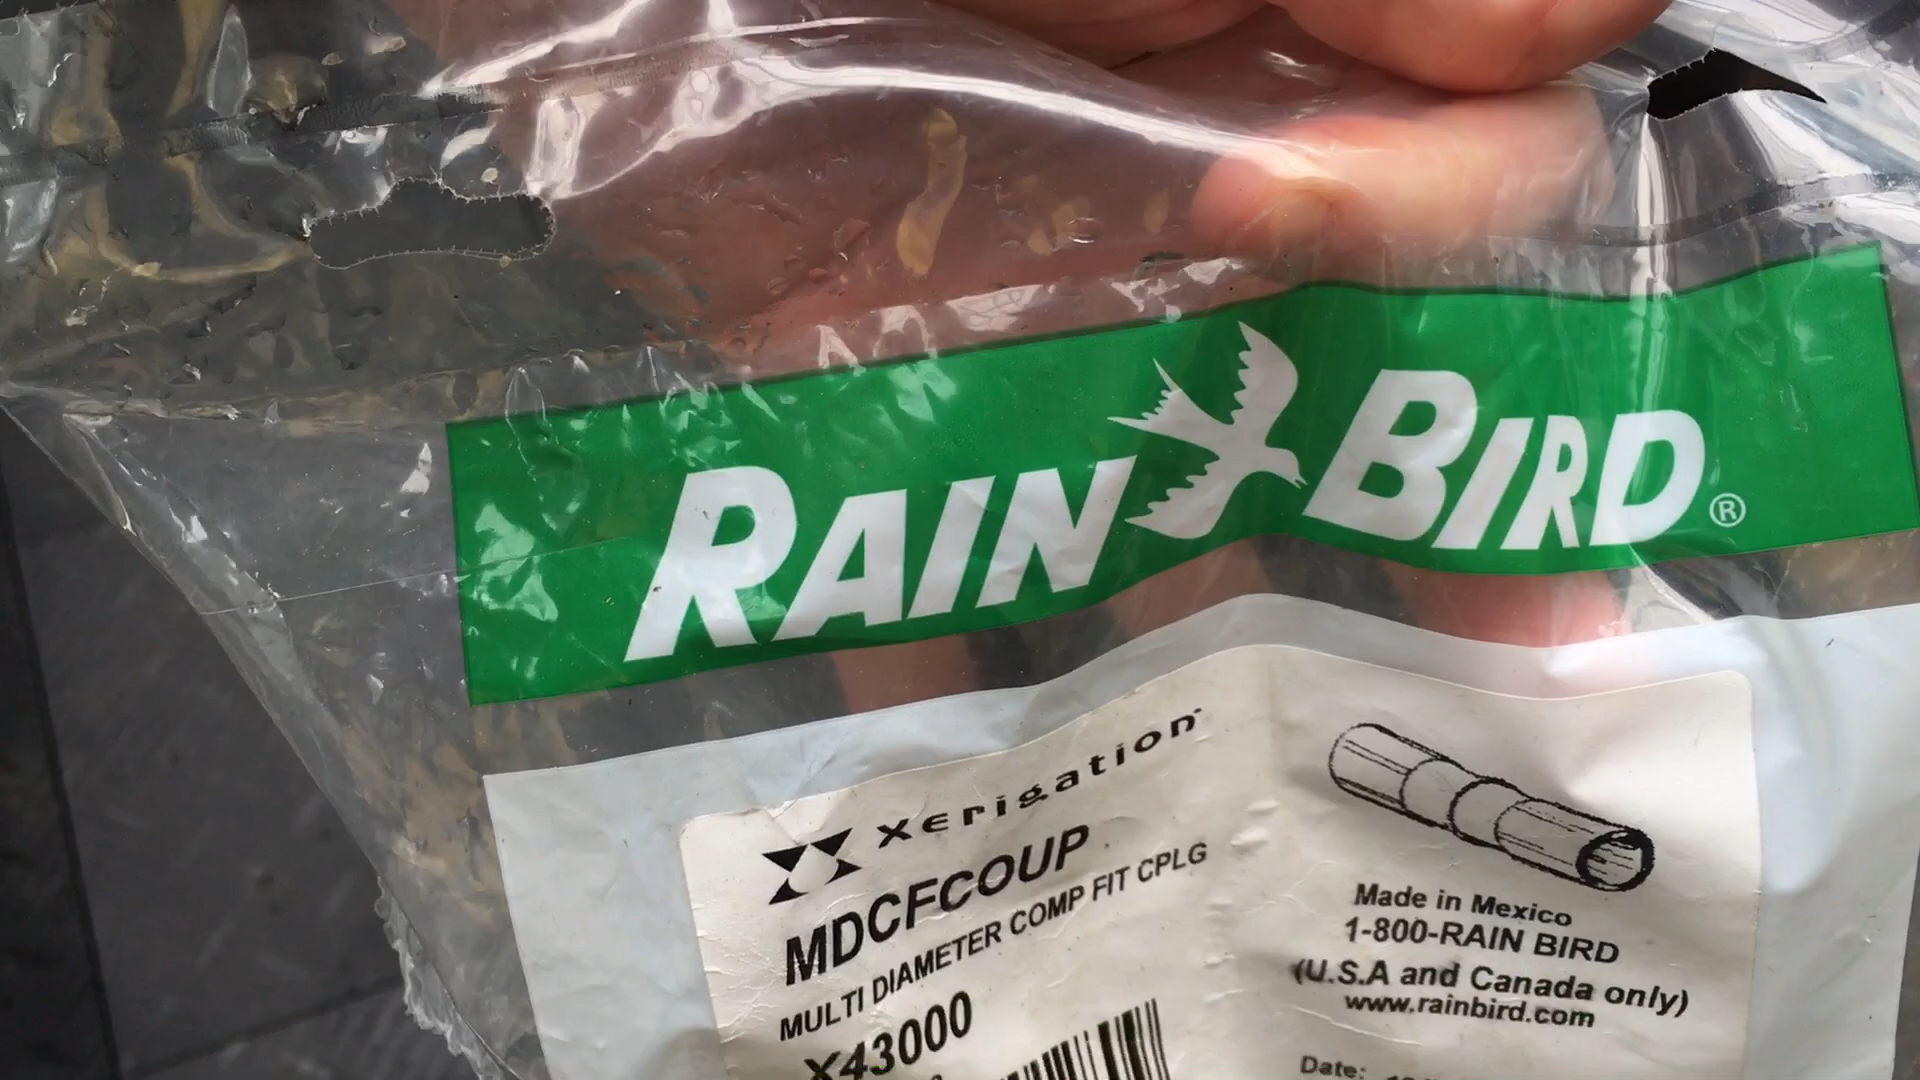 RAIN BIRD®
xerigation
MDCFCOUP
MULTI DIAMETER COMP FIT CPLG
X43000
Made in Mexico
1-800-RAIN BIRD
(U.S.A and Canada only)
www.rainbird.com
Date: